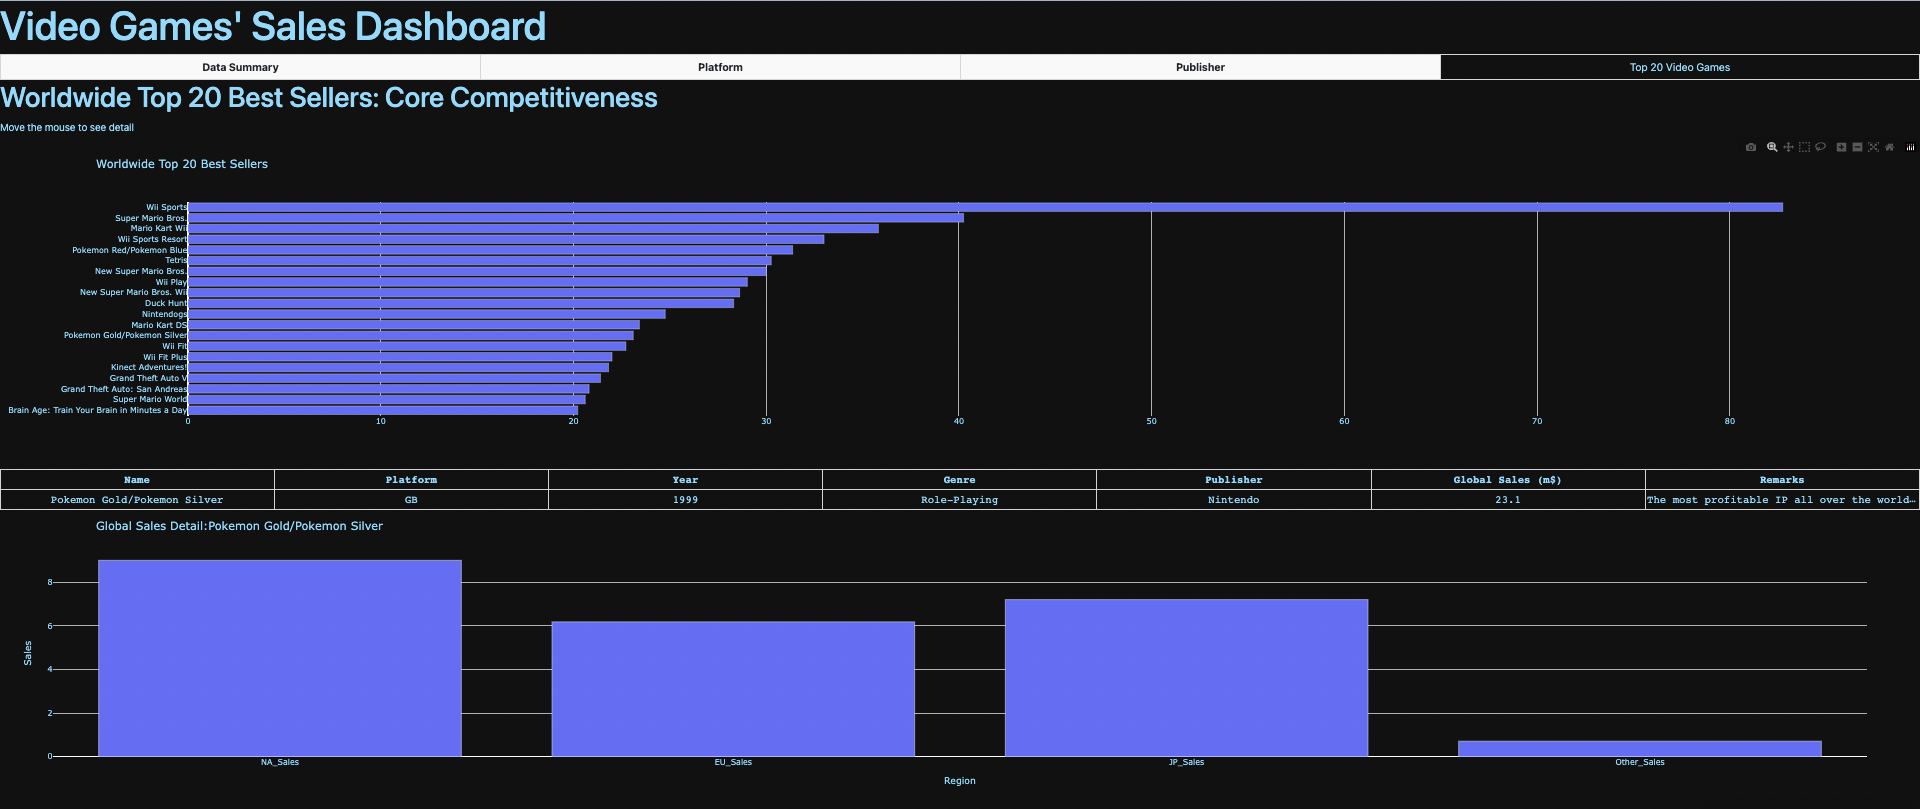 Video Games' Sales Dashboard
Data Summary Platform Publisher Top 20 Video Games
Worldwide Top 20 Best Sellers: Core Competitiveness
Move the mouse to see detail
Worldwide Top 20 Best Sellers
Wii Sports
Super Mario Bros.
Mario Kart Wii
Wii Sports Resort
Pokemon Red/Pokemon Blue
Tetris
New Super Mario Bros.
Wii Play
New Super Mario Bros. Wii
Duck Hunt
Nintendogs
Mario Kart DS
Pokemon Gold/Pokemon Silver
Wii Fit
Wii Fit Plus
Kinect Adventures!
Grand Theft Auto V
Grand Theft Auto: San Andreas
Super Mario World
Brain Age: Train Your Brain in Minutes a Day
0 10 20 30 40 50 60 70 80
Name Platform Year Genre Publisher Global Sales (m$) Remarks
Pokemon Gold/Pokemon Silver GB 1999 Role-Playing Nintendo 23.1 The most profitable IP all over the world…
Global Sales Detail:Pokemon Gold/Pokemon Silver
8
6
4
2
0
Sales
NA_Sales EU_Sales JP_Sales Other_Sales
Region